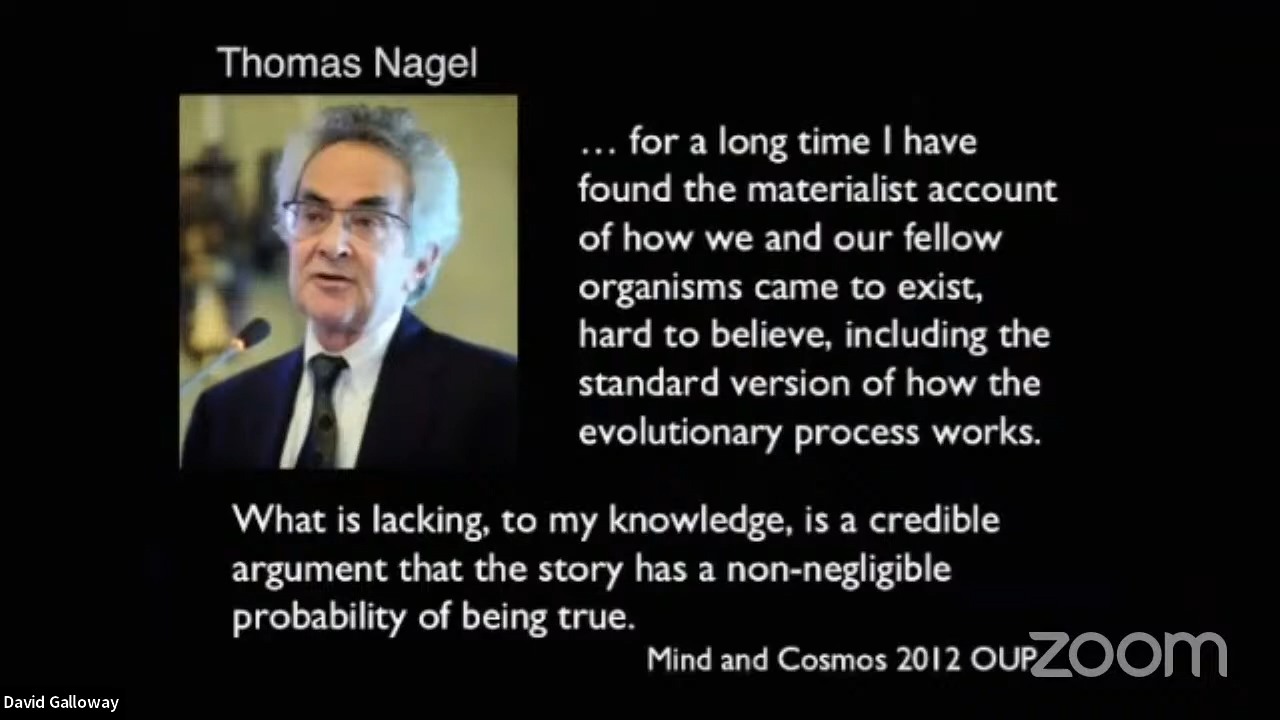 Thomas Nagel
… for a long time I have
found the materialist account
of how we and our fellow
organisms came to exist,
hard to believe, including the
standard version of how the
evolutionary process works.
What is lacking, to my knowledge, is a credible
argument that the story has a non-negligible
probability of being true.
Mind and Cosmos 2012 OUP
zoom
David Galloway